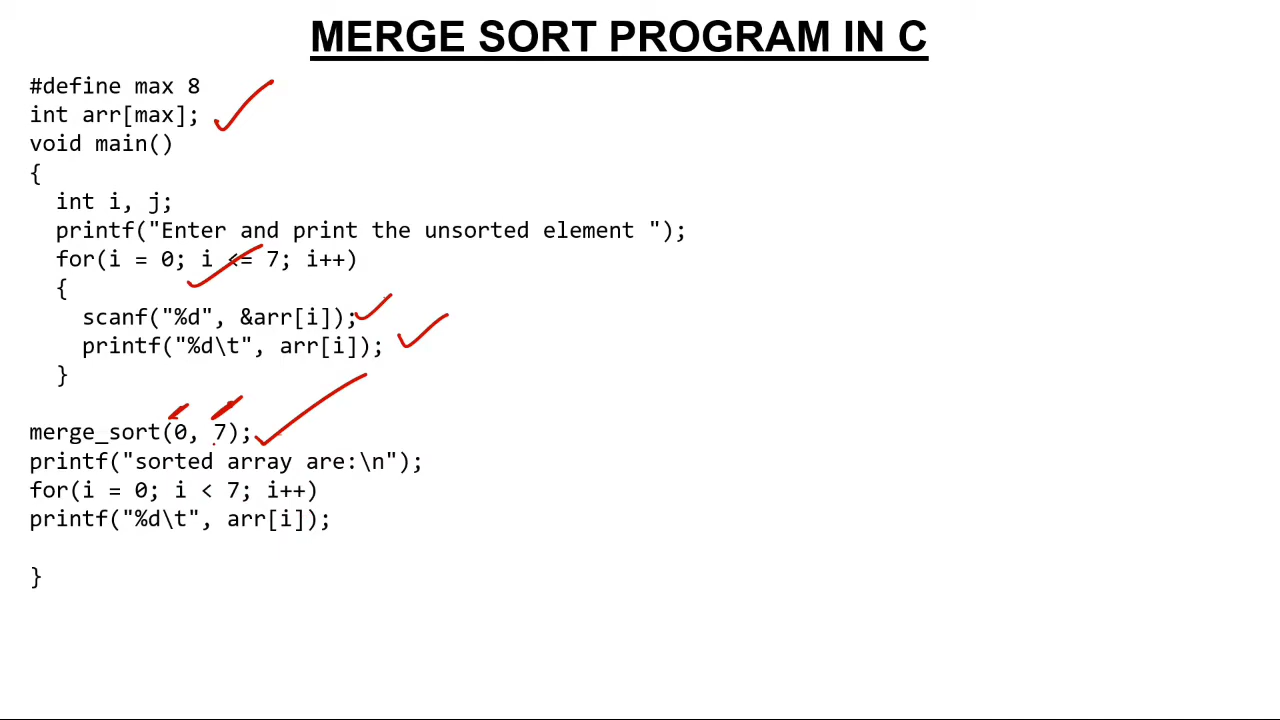 MERGE SORT PROGRAM IN C
#define max 8
int arr[max];
void main()
{
int i, j;
printf("Enter and print the unsorted element ");
for(i = 0; i <= 7; i++)
{
scanf("%d", &arr[i]);
printf("%d\t", arr[i]);
}
merge_sort(0, 7);
printf("sorted array are:\n");
for(i = 0; i < 7; i++)
printf("%d\t", arr[i]);
}